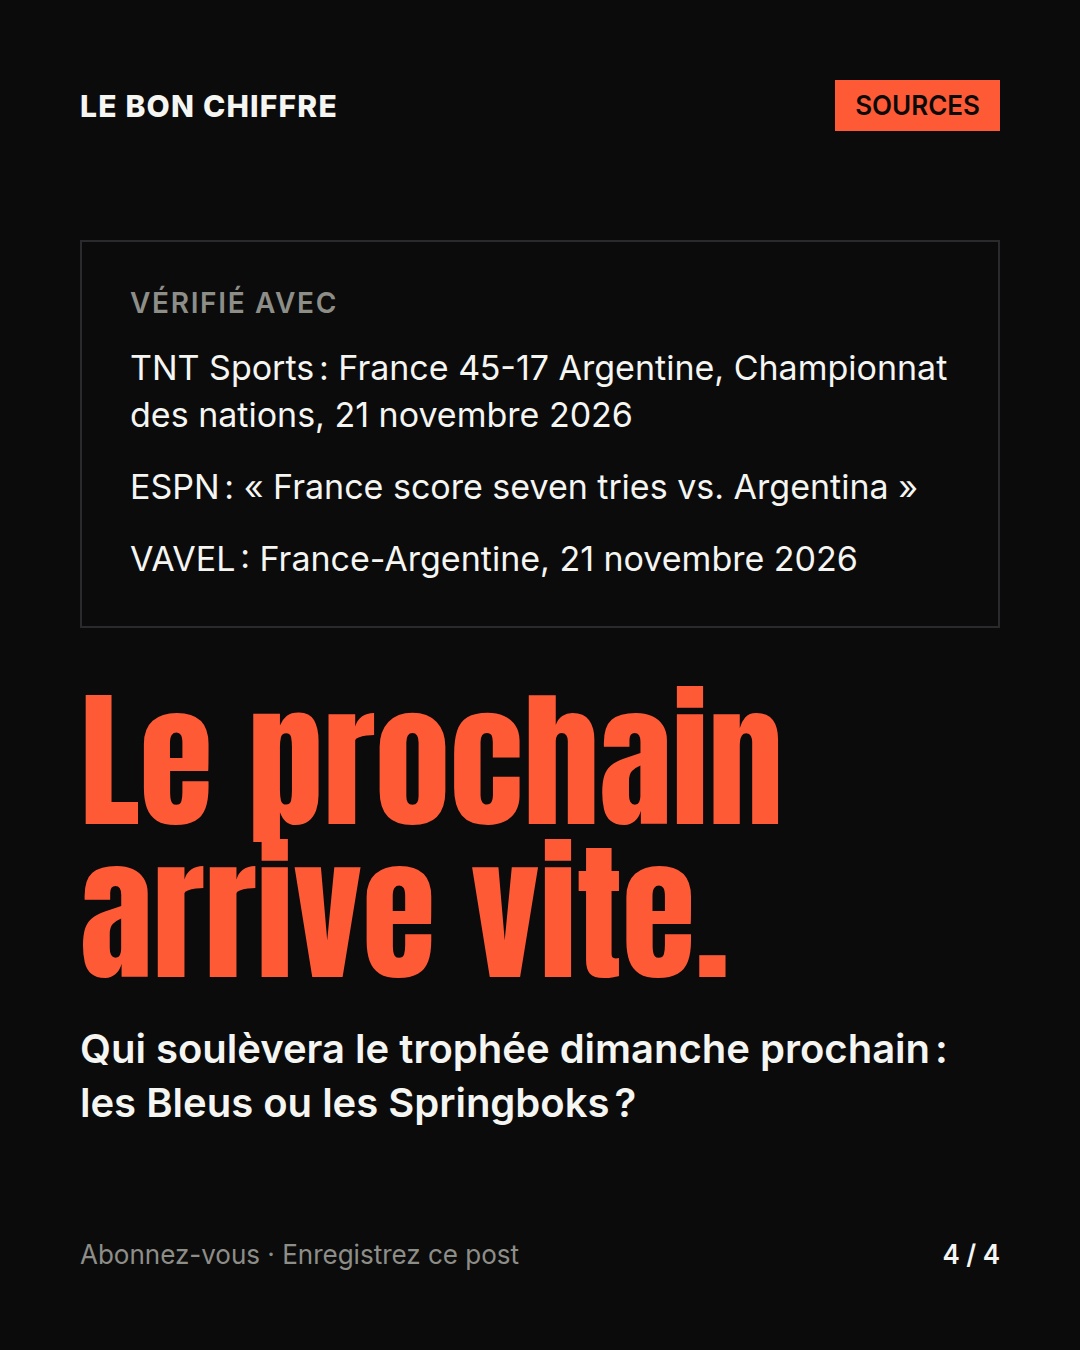 LE BON CHIFFRE
SOURCES
VÉRIFIÉ AVEC
TNT Sports : France 45-17 Argentine, Championnat
des nations, 21 novembre 2026
ESPN : « France score seven tries vs. Argentina »
VAVEL : France-Argentine, 21 novembre 2026
Le prochain
arrive vite.
Qui soulèvera le trophée dimanche prochain :
les Bleus ou les Springboks ?
Abonnez-vous · Enregistrez ce post
4 / 4